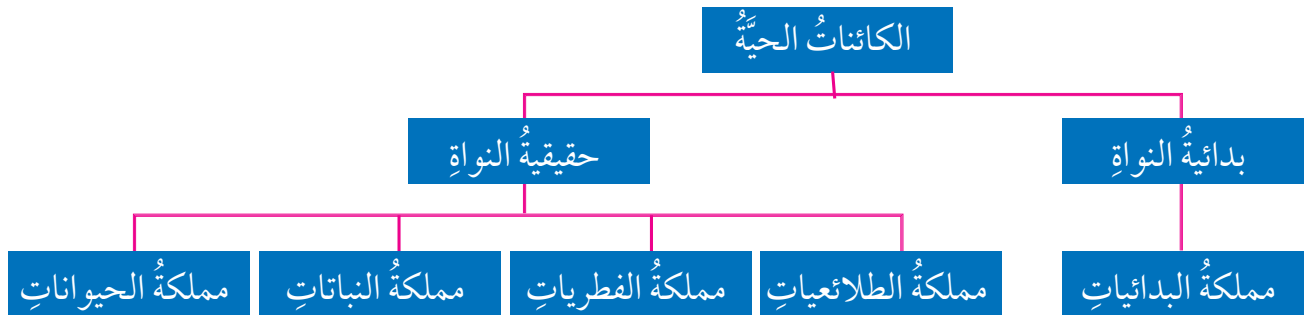 الكائناتُ الحيَّةُ
بدائيةُ النواةِ
حقيقيةُ النواةِ
مملكةُ البدائياتِ
مملكةُ الطلائعياتِ
مملكةُ الفطرياتِ
مملكةُ النباتاتِ
مملكةُ الحيواناتِ